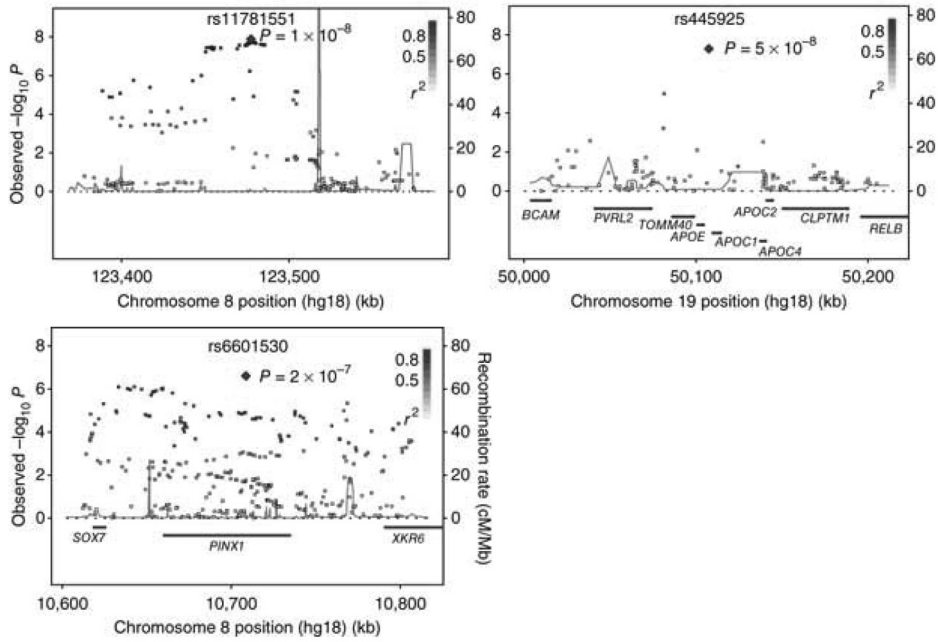 rs11781551
P = 1 × 10⁻⁸
0.8
0.5
r²
Observed −log₁₀ P
8
6
4
2
0
80
60
40
20
0
123,400
123,500
Chromosome 8 position (hg18) (kb)
rs445925
P = 5 × 10⁻⁸
0.8
0.5
r²
8
6
4
2
0
80
60
40
20
0
BCAM
PVRL2
TOMM40
APOE
APOC1
APOC2
APOC4
CLPTM1
RELB
50,000
50,100
50,200
Chromosome 19 position (hg18) (kb)
rs6601530
P = 2 × 10⁻⁷
0.8
0.5
r²
Observed −log₁₀ P
8
6
4
2
0
80
60
40
20
0
Recombination rate (cM/Mb)
SOX7
PINX1
XKR6
10,600
10,700
10,800
Chromosome 8 position (hg18) (kb)